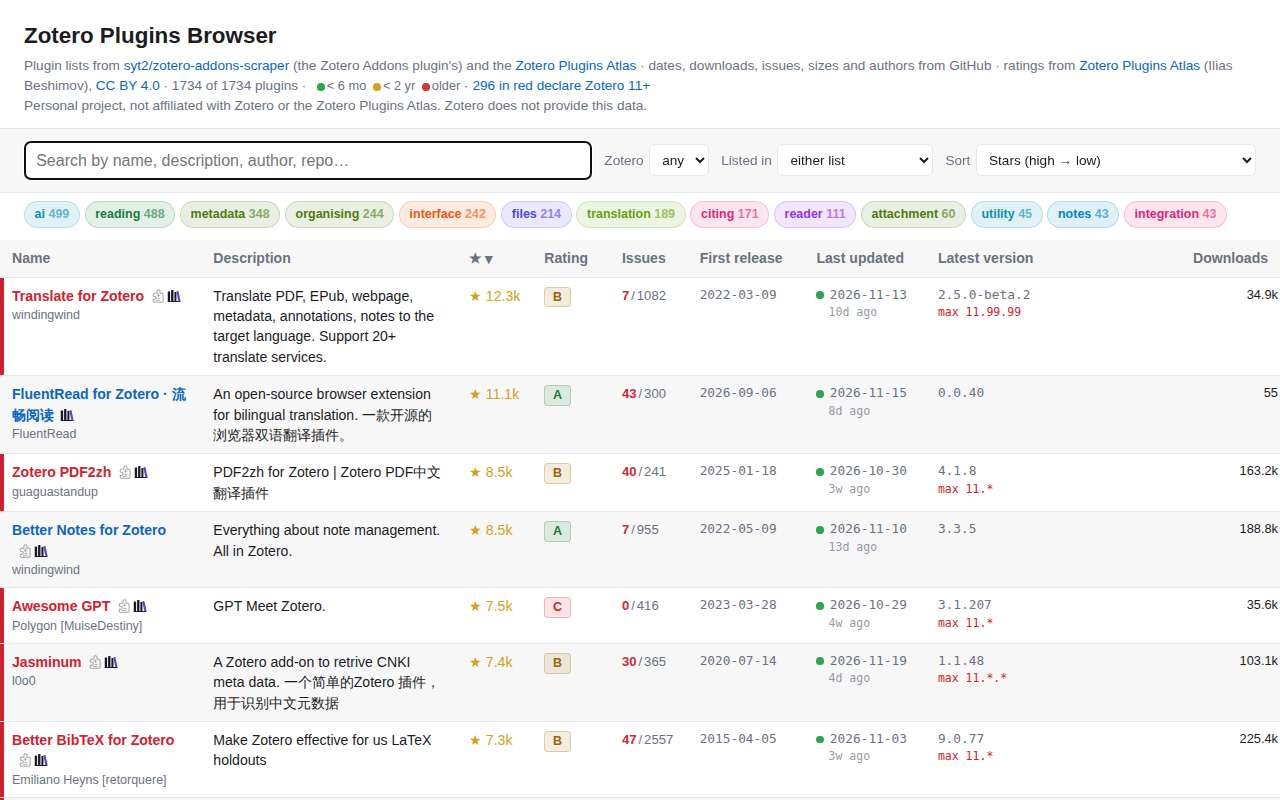 Zotero Plugins Browser
Plugin lists from syt2/zotero-addons-scraper (the Zotero Addons plugin's) and the Zotero Plugins Atlas · dates, downloads, issues, sizes and authors from GitHub · ratings from Zotero Plugins Atlas (Ilias
Beshimov), CC BY 4.0 · 1734 of 1734 plugins · < 6 mo < 2 yr older · 296 in red declare Zotero 11+
Personal project, not affiliated with Zotero or the Zotero Plugins Atlas. Zotero does not provide this data.
Search by name, description, author, repo… Zotero any Listed in either list Sort Stars (high → low)
ai 499 reading 488 metadata 348 organising 244 interface 242 files 214 translation 189 citing 171 reader 111 attachment 60 utility 45 notes 43 integration 43
Name Description ★ ▼ Rating Issues First release Last updated Latest version Downloads
Translate for Zotero Translate PDF, EPub, webpage, ★ 12.3k B 7/1082 2022-03-09 2026-11-13 2.5.0-beta.2 34.9k
windingwind metadata, annotations, notes to the 10d ago max 11.99.99
target language. Support 20+
translate services.
FluentRead for Zotero · 流 An open-source browser extension ★ 11.1k A 43/300 2026-09-06 2026-11-15 0.0.40 55
畅阅读 for bilingual translation. 一款开源的 8d ago
FluentRead 浏览器双语翻译插件。
Zotero PDF2zh PDF2zh for Zotero | Zotero PDF中文 ★ 8.5k B 40/241 2025-01-18 2026-10-30 4.1.8 163.2k
guaguastandup 翻译插件 3w ago max 11.*
Better Notes for Zotero Everything about note management. ★ 8.5k A 7/955 2022-05-09 2026-11-10 3.3.5 188.8k
All in Zotero. 13d ago
windingwind
Awesome GPT GPT Meet Zotero. ★ 7.5k C 0/416 2023-03-28 2026-10-29 3.1.207 35.6k
Polygon [MuiseDestiny] 4w ago max 11.*
Jasminum A Zotero add-on to retrive CNKI ★ 7.4k B 30/365 2020-07-14 2026-11-19 1.1.48 103.1k
l0o0 meta data. 一个简单的Zotero 插件， 4d ago max 11.*.*
用于识别中文元数据
Better BibTeX for Zotero Make Zotero effective for us LaTeX ★ 7.3k B 47/2557 2015-04-05 2026-11-03 9.0.77 225.4k
holdouts 3w ago max 11.*
Emiliano Heyns [retorquere]